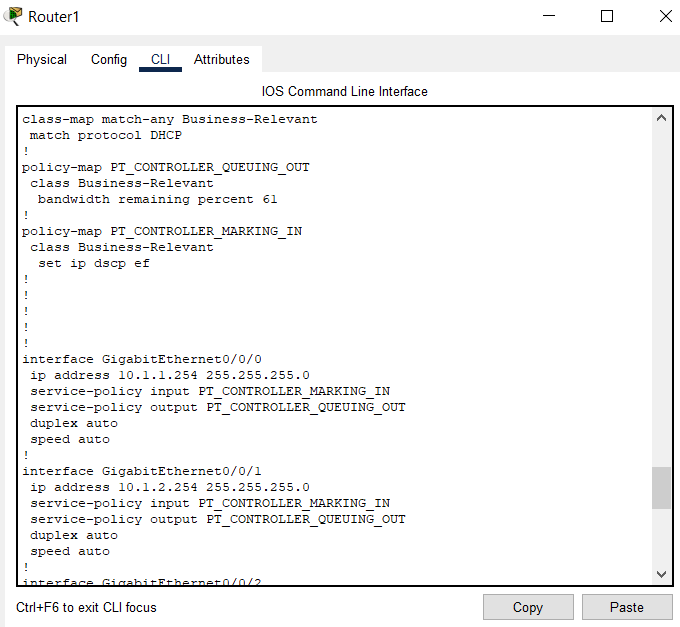 Router1
Physical Config CLI Attributes
IOS Command Line Interface
class-map match-any Business-Relevant
 match protocol DHCP
!
policy-map PT_CONTROLLER_QUEUING_OUT
 class Business-Relevant
  bandwidth remaining percent 61
!
policy-map PT_CONTROLLER_MARKING_IN
 class Business-Relevant
  set ip dscp ef
!
!
!
!
!
interface GigabitEthernet0/0/0
 ip address 10.1.1.254 255.255.255.0
 service-policy input PT_CONTROLLER_MARKING_IN
 service-policy output PT_CONTROLLER_QUEUING_OUT
 duplex auto
 speed auto
!
interface GigabitEthernet0/0/1
 ip address 10.1.2.254 255.255.255.0
 service-policy input PT_CONTROLLER_MARKING_IN
 service-policy output PT_CONTROLLER_QUEUING_OUT
 duplex auto
 speed auto
!
interface GigabitEthernet0/0/2
Ctrl+F6 to exit CLI focus Copy Paste